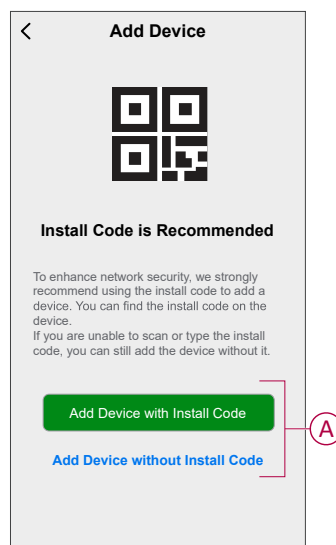 Add Device
Install Code is Recommended
To enhance network security, we strongly
recommend using the install code to add a
device. You can find the install code on the
device.
If you are unable to scan or type the install
code, you can still add the device without it.
Add Device with Install Code
A
Add Device without Install Code